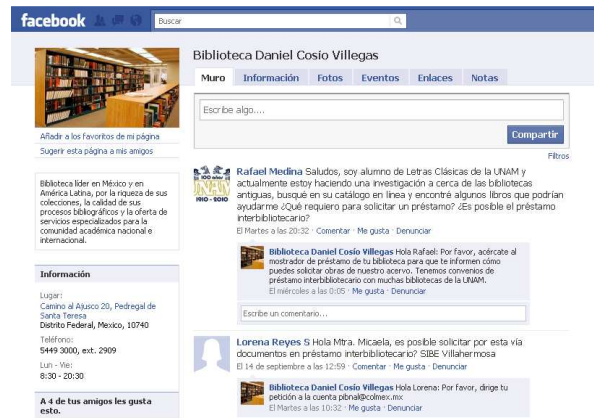 facebook
Buscar
Biblioteca Daniel Cosío Villegas
Muro Información Fotos Eventos Enlaces Notas
Escribe algo....
Compartir
Filtros
Añadir a los favoritos de mi página
Sugerir esta página a mis amigos
Biblioteca líder en México y en
América Latina, por la riqueza de sus
colecciones, la calidad de sus
procesos bibliográficos y la oferta de
servicios especializados para la
comunidad académica nacional e
internacional.
Información
Lugar:
Camino al Ajusco 20, Pedregal de
Santa Teresa
Distrito Federal, Mexico, 10740
Teléfono:
5449 3000, ext. 2909
Lun - Vie:
8:30 - 20:30
A 4 de tus amigos les gusta
esto.
100 años
UNAM
1910 - 2010
Rafael Medina Saludos, soy alumno de Letras Clásicas de la UNAM y
actualmente estoy haciendo una investigación a cerca de las bibliotecas
antiguas, busqué en su catálogo en línea y encontré algunos libros que podrían
ayudarme ¿Qué requiero para solicitar un préstamo? ¿Es posible el préstamo
interbibliotecario?
El Martes a las 20:32 · Comentar · Me gusta · Denunciar
Biblioteca Daniel Cosío Villegas Hola Rafael: Por favor, acércate al
mostrador de préstamo de tu biblioteca para que te informen cómo
puedes solicitar obras de nuestro acervo. Tenemos convenios de
préstamo interbibliotecario con muchas bibliotecas de la UNAM.
El miércoles a las 0:05 · Me gusta · Denunciar
Escribe un comentario...
Lorena Reyes S Hola Mtra. Micaela, es posible solicitar por esta vía
documentos en préstamo interbibliotecario? SIBE Villahermosa
El 14 de septiembre a las 12:59 · Comentar · Me gusta · Denunciar
Biblioteca Daniel Cosío Villegas Hola Lorena: Por favor, dirige tu
petición a la cuenta pibnal@colmex.mx
El Martes a las 10:32 · Me gusta · Denunciar